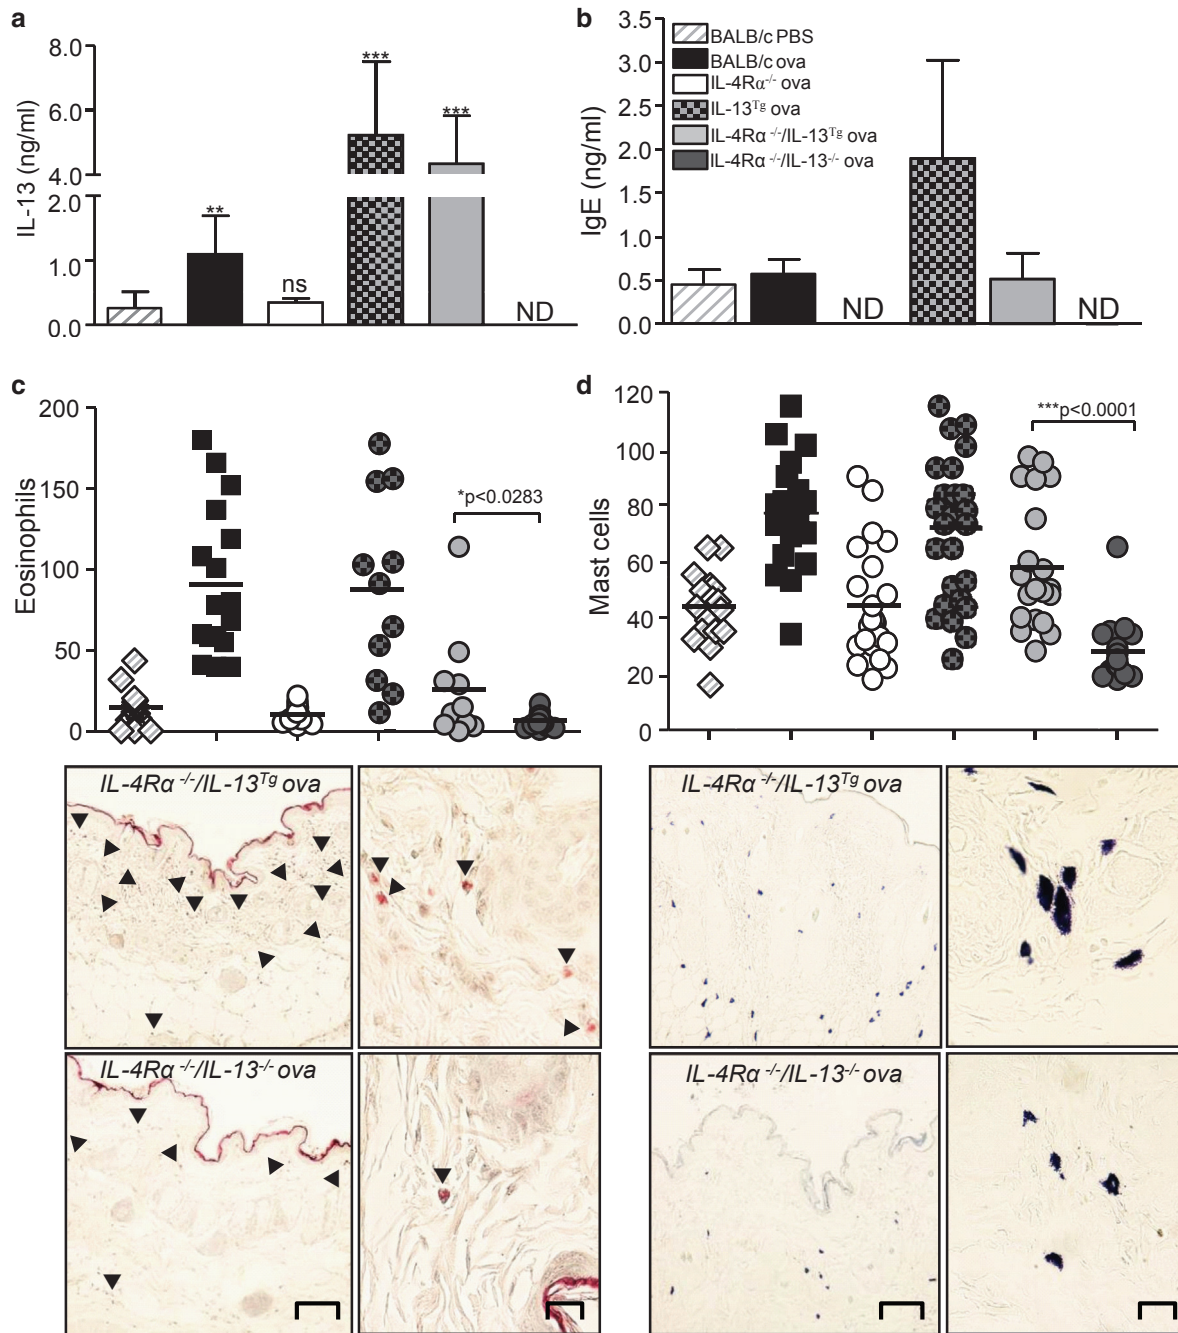 a
IL-13 (ng/ml)
8.0
6.0
4.0
2.0
1.0
0.0
**
ns
***
***
ND
b
IgE (ng/ml)
3.5
3.0
2.5
2.0
1.5
1.0
0.5
0.0
BALB/c PBS
BALB/c ova
IL-4Rα-/- ova
IL-13Tg ova
IL-4Rα -/-/IL-13Tg ova
IL-4Rα -/-/IL-13-/- ova
ND
ND
c
Eosinophils
200
150
100
50
0
*p<0.0283
d
Mast cells
120
100
80
60
40
20
0
***p<0.0001
IL-4Rα -/-/IL-13Tg ova
IL-4Rα -/-/IL-13Tg ova
IL-4Rα -/-/IL-13-/- ova
IL-4Rα -/-/IL-13-/- ova